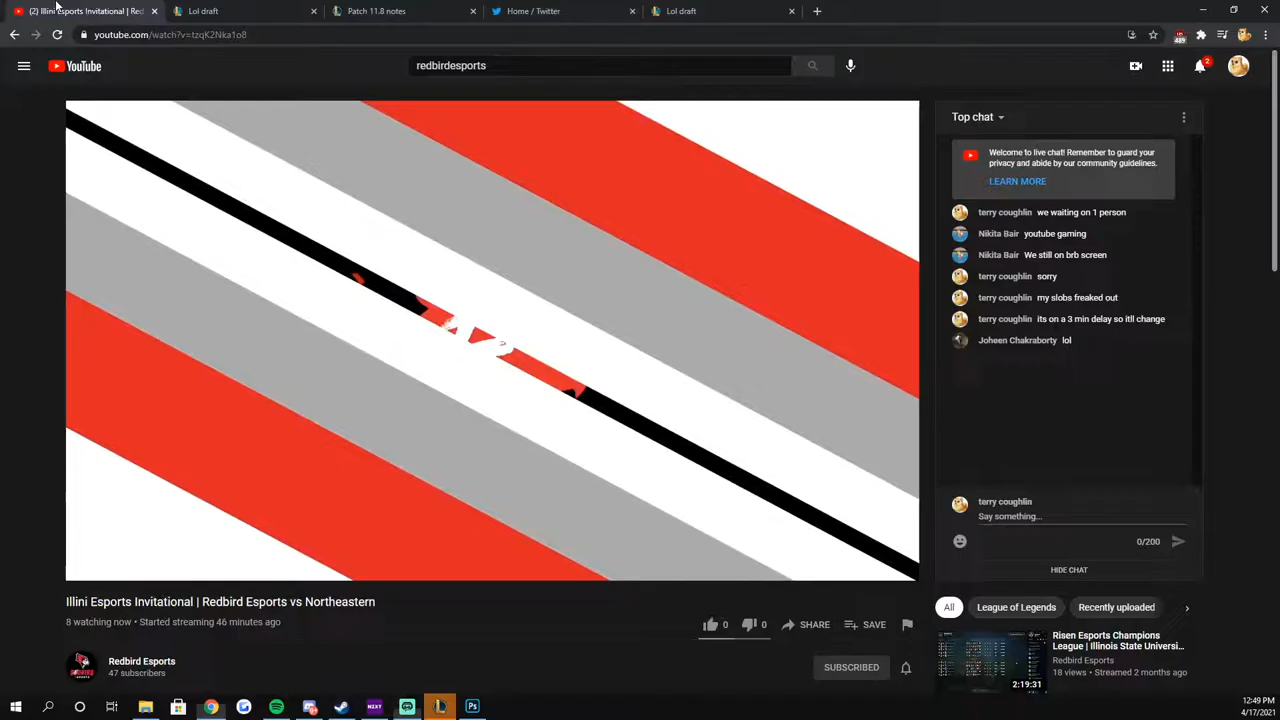 (2) Illini Esports Invitational | Red
Lol draft
Patch 11.8 notes
Home / Twitter
Lol draft
youtube.com/watch?v=tzqK2Nka1o8
489
YouTube
redbirdesports
2
Top chat
Welcome to live chat! Remember to guard your
privacy and abide by our community guidelines.
LEARN MORE
terry coughlin we waiting on 1 person
Nikita Bair youtube gaming
Nikita Bair We still on brb screen
terry coughlin sorry
terry coughlin my slobs freaked out
terry coughlin its on a 3 min delay so itll change
Joheen Chakraborty lol
terry coughlin
Say something...
0/200
HIDE CHAT
Illini Esports Invitational | Redbird Esports vs Northeastern
8 watching now • Started streaming 46 minutes ago
0 0 SHARE SAVE
All League of Legends Recently uploaded
Redbird Esports
47 subscribers
SUBSCRIBED
Risen Esports Champions
League | Illinois State Universi...
Redbird Esports
18 views • Streamed 2 months ago
2:19:31
NZXT
Ps
12:49 PM
4/17/2021